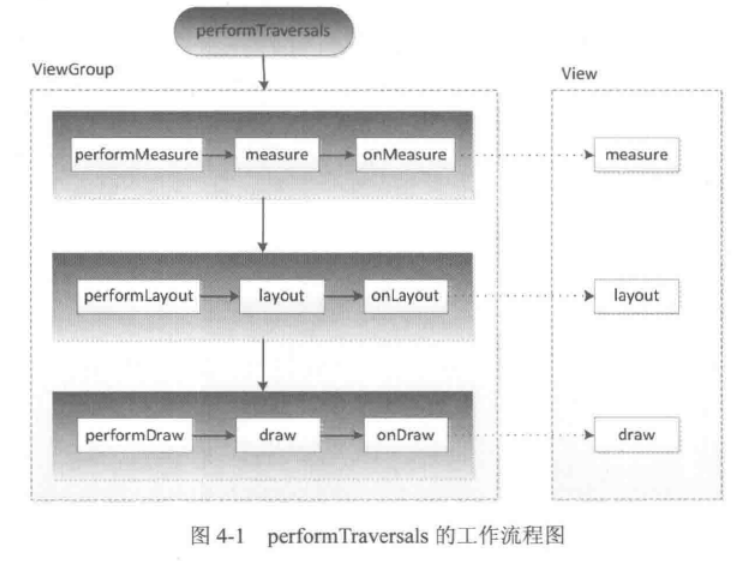 performTraversals
ViewGroup
View
performMeasure measure onMeasure measure
performLayout layout onLayout layout
performDraw draw onDraw draw
图 4-1 performTraversals 的工作流程图